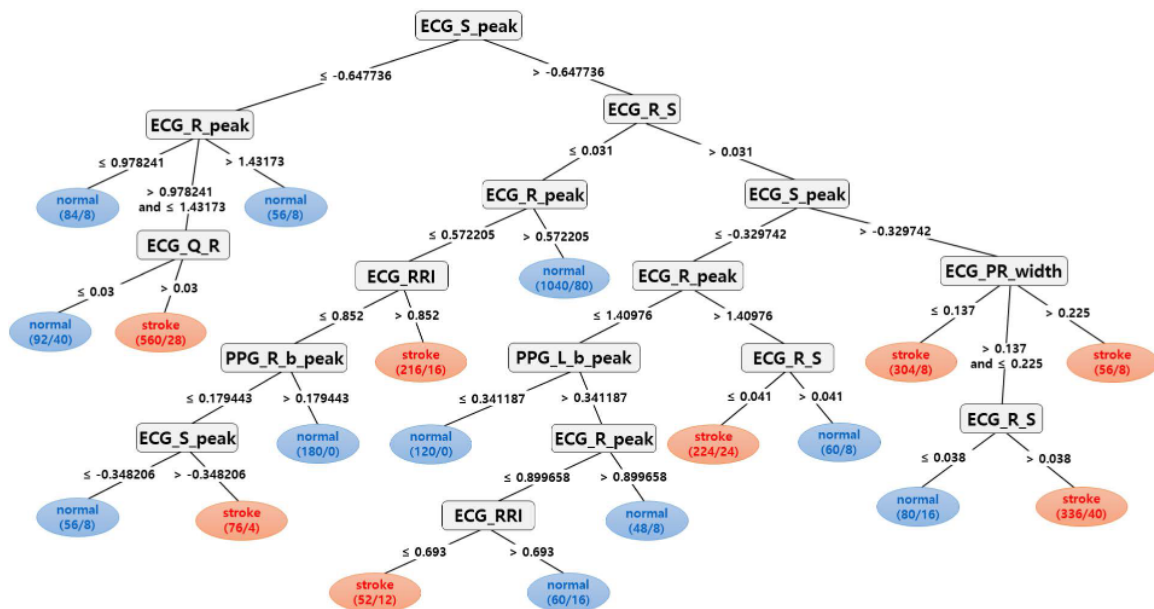 ECG_S_peak
≤ -0.647736
> -0.647736
ECG_R_peak
ECG_R_S
≤ 0.978241
> 1.43173
≤ 0.031
> 0.031
normal
(84/8)
> 0.978241
and ≤ 1.43173
normal
(56/8)
ECG_R_peak
ECG_S_peak
ECG_Q_R
≤ 0.572205
> 0.572205
≤ -0.329742
> -0.329742
ECG_RRI
normal
(1040/80)
ECG_R_peak
ECG_PR_width
≤ 0.03
> 0.03
≤ 0.852
> 0.852
≤ 1.40976
> 1.40976
≤ 0.137
> 0.225
normal
(92/40)
stroke
(560/28)
PPG_R_b_peak
stroke
(216/16)
PPG_L_b_peak
ECG_R_S
stroke
(304/8)
> 0.137
and ≤ 0.225
stroke
(56/8)
≤ 0.179443
> 0.179443
≤ 0.341187
> 0.341187
≤ 0.041
> 0.041
ECG_S_peak
normal
(180/0)
normal
(120/0)
ECG_R_peak
stroke
(224/24)
normal
(60/8)
ECG_R_S
≤ -0.348206
> -0.348206
≤ 0.899658
> 0.899658
≤ 0.038
> 0.038
normal
(56/8)
stroke
(76/4)
ECG_RRI
normal
(48/8)
normal
(80/16)
stroke
(336/40)
≤ 0.693
> 0.693
stroke
(52/12)
normal
(60/16)